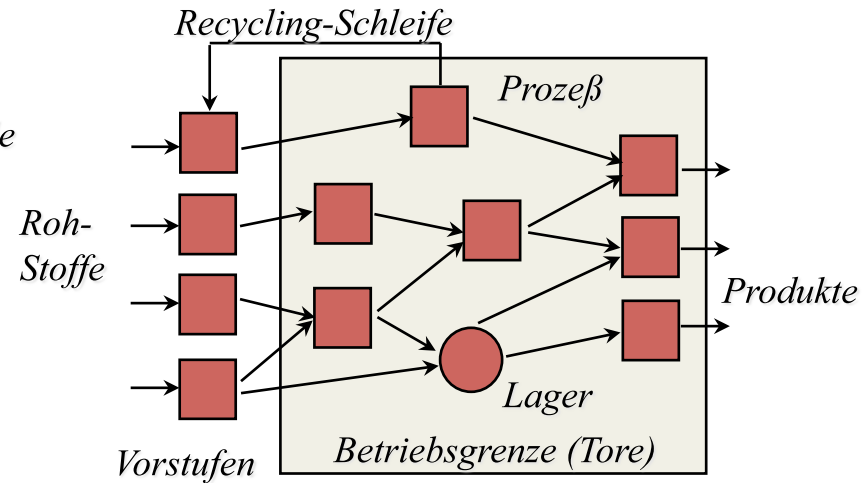 Recycling-Schleife
Prozeß
e
Roh-
Stoffe
Produkte
Lager
Betriebsgrenze (Tore)
Vorstufen